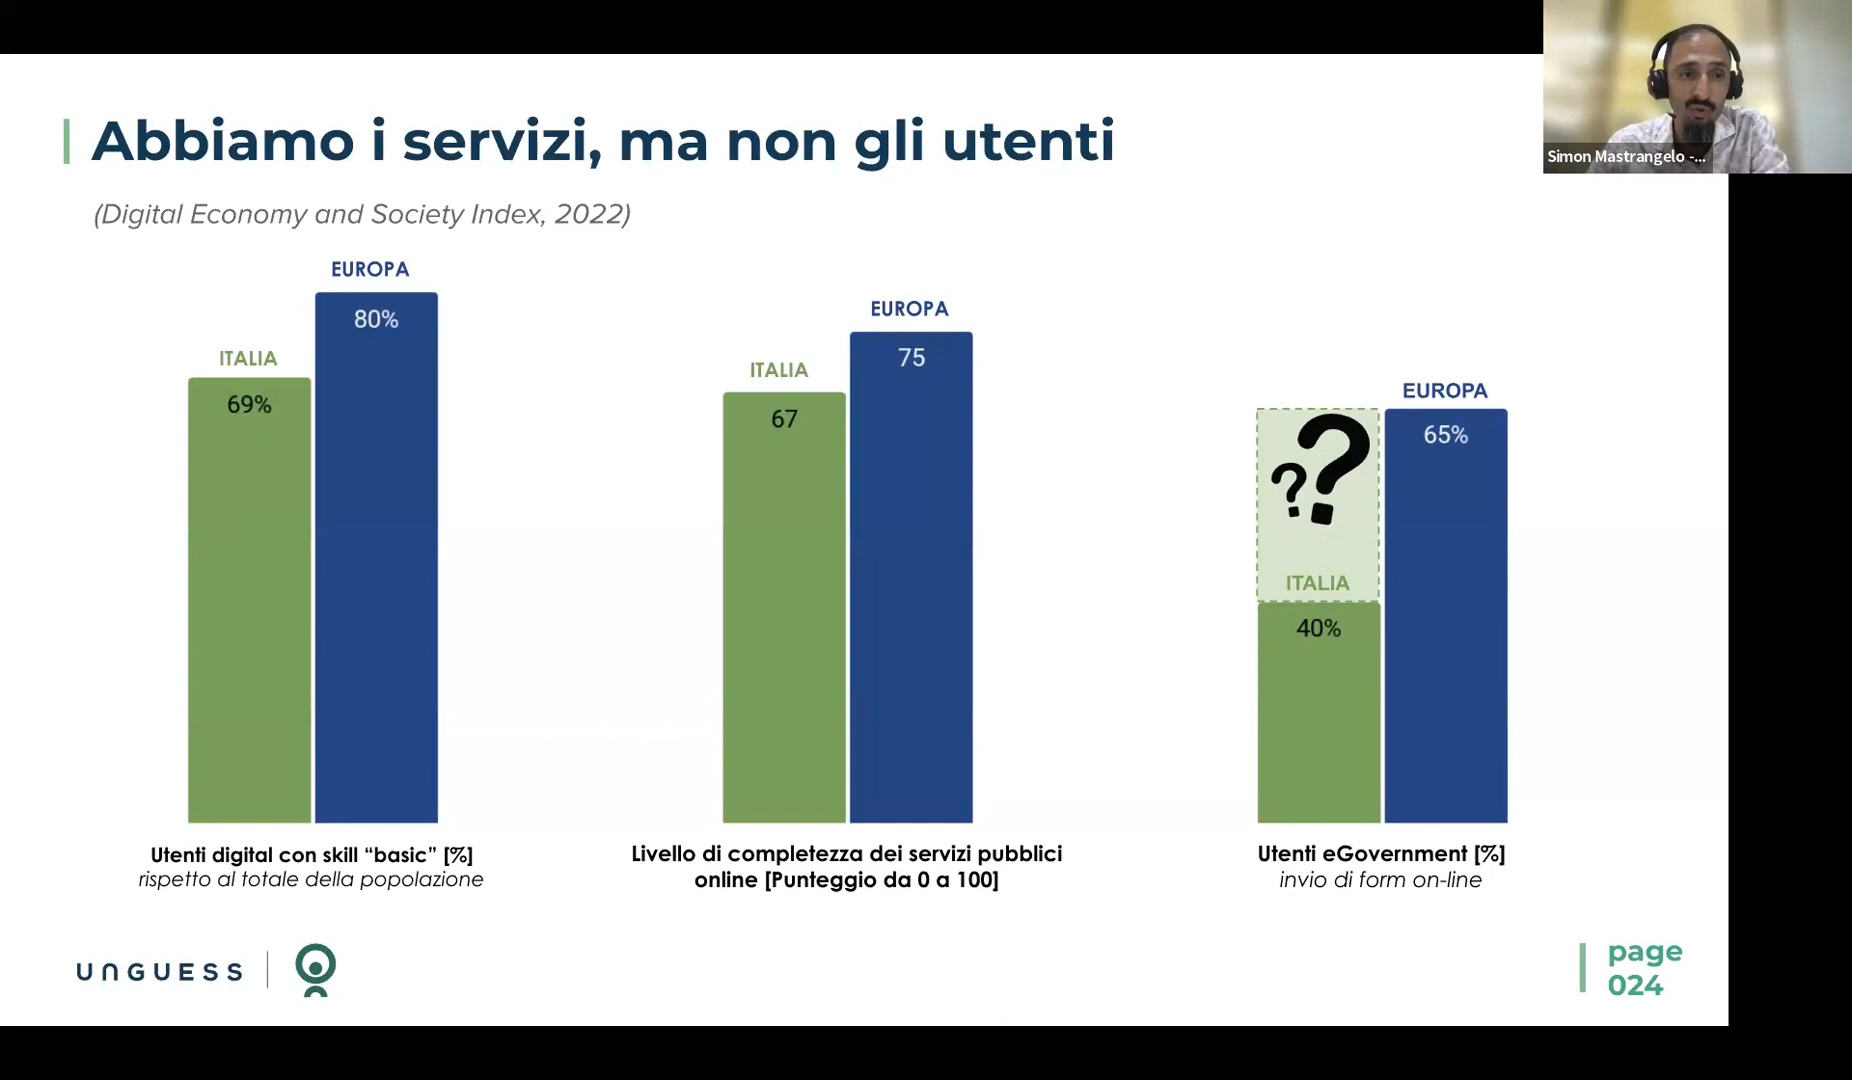 Abbiamo i servizi, ma non gli utenti
(Digital Economy and Society Index, 2022)
Simon Mastrangelo -...
ITALIA
69%
EUROPA
80%
Utenti digital con skill “basic” [%]
rispetto al totale della popolazione
ITALIA
67
EUROPA
75
Livello di completezza dei servizi pubblici
online [Punteggio da 0 a 100]
??
ITALIA
40%
EUROPA
65%
Utenti eGovernment [%]
invio di form on-line
UNGUESS
page
024